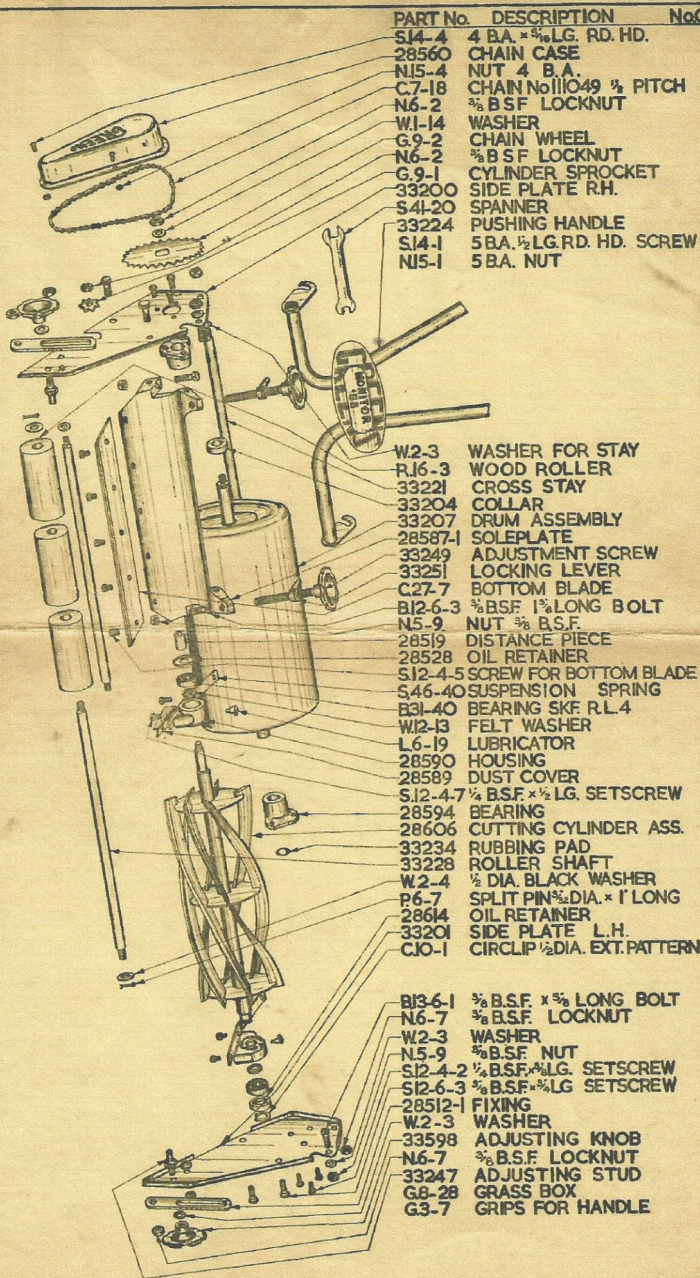 PART No. DESCRIPTION
S.14-4 4 B.A. × 5/16 LG. RD. HD.
28560 CHAIN CASE
N.15-4 NUT 4 B.A.
C.7-18 CHAIN No 111049 ½ PITCH
N.6-2 3/8 B S F LOCKNUT
W.1-14 WASHER
G.9-2 CHAIN WHEEL
N.6-2 3/8 B S F LOCKNUT
G.9-1 CYLINDER SPROCKET
33200 SIDE PLATE R.H.
S.41-20 SPANNER
33224 PUSHING HANDLE
S.14-1 5 B.A. ½ LG. RD. HD. SCREW
N.15-1 5 B.A. NUT
GREEN
MONITOR
W.2-3 WASHER FOR STAY
R.16-3 WOOD ROLLER
33221 CROSS STAY
33204 COLLAR
33207 DRUM ASSEMBLY
28587-1 SOLEPLATE
33249 ADJUSTMENT SCREW
33251 LOCKING LEVER
C.27-7 BOTTOM BLADE
B.12-6-3 3/8 B.S.F. 1 3/8 LONG BOLT
N.5-9 NUT 3/8 B.S.F.
28519 DISTANCE PIECE
28528 OIL RETAINER
S.12-4-5 SCREW FOR BOTTOM BLADE
S.46-40 SUSPENSION SPRING
B.31-40 BEARING SKF. R.L.4
W.12-13 FELT WASHER
L.6-19 LUBRICATOR
28590 HOUSING
28589 DUST COVER
S.12-4-7 ¼ B.S.F. × ½ LG. SETSCREW
28594 BEARING
28606 CUTTING CYLINDER ASS.
33234 RUBBING PAD
33228 ROLLER SHAFT
W.2-4 ½ DIA. BLACK WASHER
P.6-7 SPLIT PIN 5/32 DIA. × 1" LONG
28614 OIL RETAINER
33201 SIDE PLATE L.H.
C.10-1 CIRCLIP ½ DIA. EXT. PATTERN
B.13-6-1 3/8 B.S.F. × 5/8 LONG BOLT
N.6-7 3/8 B.S.F. LOCKNUT
W.2-3 WASHER
N.5-9 3/8 B.S.F. NUT
S.12-4-2 ¼ B.S.F. × 3/8 LG. SETSCREW
S.12-6-3 3/8 B.S.F. × ¾ LG SETSCREW
28512-1 FIXING
W.2-3 WASHER
33598 ADJUSTING KNOB
N.6-7 3/8 B.S.F. LOCKNUT
33247 ADJUSTING STUD
G.8-28 GRASS BOX
G.3-7 GRIPS FOR HANDLE